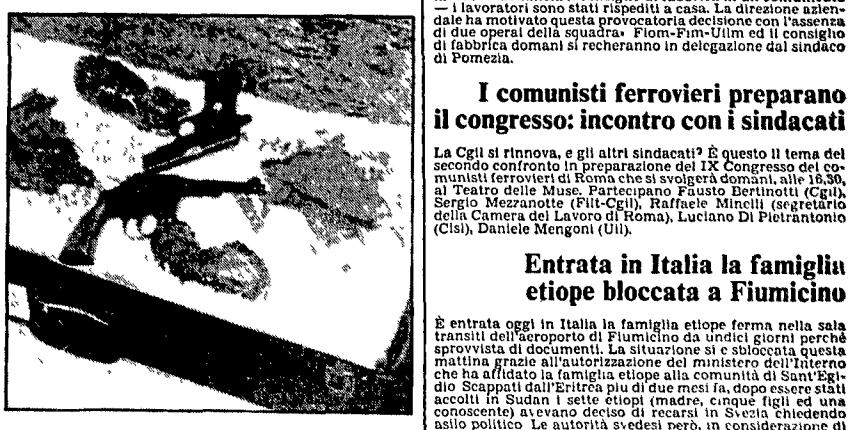 — i lavoratori sono stati rispediti a casa. La direzione azien-
dale ha motivato questa provocatoria decisione con l'assenza
di due operai della squadra. Fiom-Fim-Uilm ed il consiglio
di fabbrica domani si recheranno in delegazione dal sindaco
di Pomezia.
I comunisti ferrovieri preparano
il congresso: incontro con i sindacati
La Cgil si rinnova, e gli altri sindacati? È questo il tema del
secondo confronto in preparazione del IX Congresso dei co-
munisti ferrovieri di Roma che si svolgerà domani, alle 16,30,
al Teatro delle Muse. Partecipano Fausto Bertinotti (Cgil),
Sergio Mezzanotte (Filt-Cgil), Raffaele Minelli (segretario
della Camera del Lavoro di Roma), Luciano Di Pietrantonio
(Cisl), Daniele Mengoni (Uil).
Entrata in Italia la famiglia
etiope bloccata a Fiumicino
È entrata oggi in Italia la famiglia etiope ferma nella sala
transiti dell'aeroporto di Fiumicino da undici giorni perché
sprovvista di documenti. La situazione si è sbloccata questa
mattina grazie all'autorizzazione del ministero dell'Interno
che ha affidato la famiglia etiope alla comunità di Sant'Egi-
dio Scappati dall'Eritrea più di due mesi fa, dopo essere stati
accolti in Sudan i sette etiopi (madre, cinque figli ed una
conoscente) avevano deciso di recarsi in Svezia chiedendo
asilo politico Le autorità svedesi però, in considerazione di